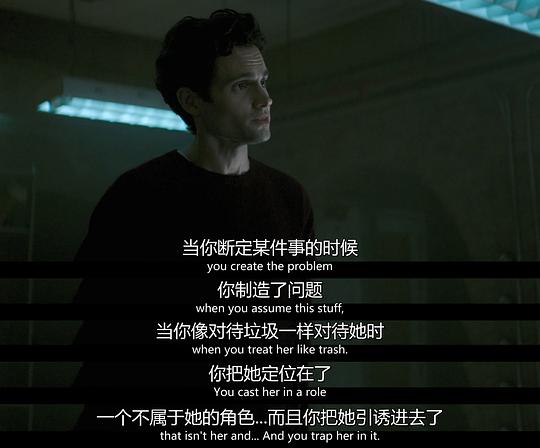 当你断定某件事的时候
you create the problem
你制造了问题
when you assume this stuff,
当你像对待垃圾一样对待她时
when you treat her like trash.
你把她定位在了
You cast her in a role
一个不属于她的角色...而且你把她引诱进去了
that isn't her and... And you trap her in it.